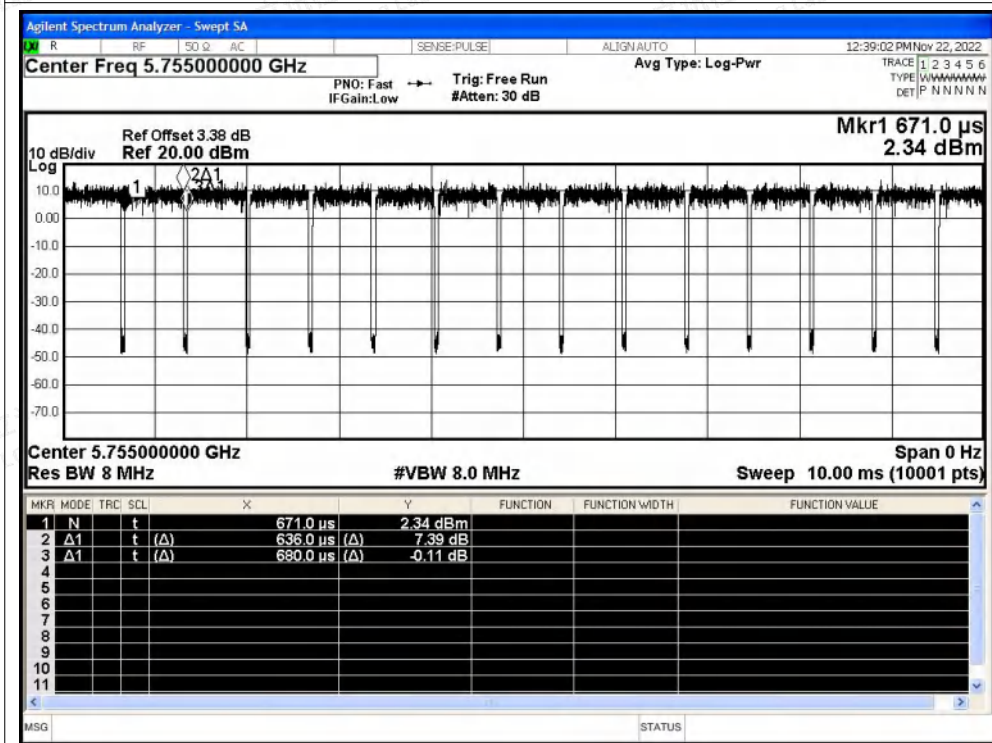 Agilent Spectrum Analyzer - Swept SA
R RF 50 Ω AC SENSE:PULSE ALIGN AUTO 12:39:02 PM Nov 22, 2022
Center Freq 5.755000000 GHz Avg Type: Log-Pwr TRACE 1 2 3 4 5 6
PNO: Fast Trig: Free Run TYPE WWWWWW
IFGain:Low #Atten: 30 dB DET P N N N N N
Mkr1 671.0 µs
Ref Offset 3.38 dB
10 dB/div Ref 20.00 dBm 2.34 dBm
Log
1 2Δ1
10.0
0.00
-10.0
-20.0
-30.0
-40.0
-50.0
-60.0
-70.0
Center 5.755000000 GHz Span 0 Hz
Res BW 8 MHz #VBW 8.0 MHz Sweep 10.00 ms (10001 pts)
MKR MODE TRC SCL X Y FUNCTION FUNCTION WIDTH FUNCTION VALUE
1 N t 671.0 µs 2.34 dBm
2 Δ1 t (Δ) 636.0 µs (Δ) 7.39 dB
3 Δ1 t (Δ) 680.0 µs (Δ) -0.11 dB
4
5
6
7
8
9
10
11
MSG STATUS